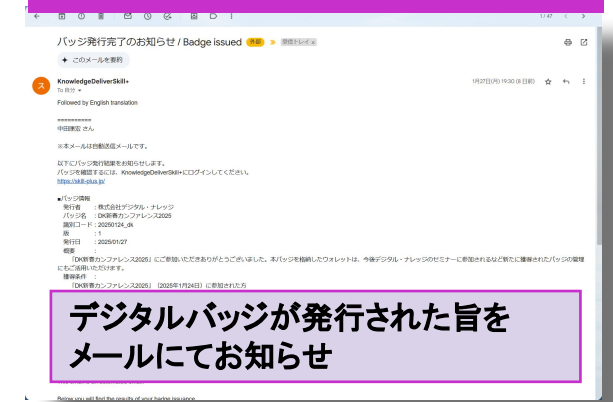 1 / 47
バッジ発行完了のお知らせ / Badge issued 外部 受信トレイ ×
このメールを要約
ス
KnowledgeDeliverSkill+
1月27日(月) 19:30 (8 日前)
To 自分
Followed by English translation
==========
中田康宏 さん
※本メールは自動送信メールです。
以下にバッジ発行結果をお知らせします。
バッジを確認するには、KnowledgeDeliverSkill+にログインしてください。
https://skill-plus.jp/
■バッジ情報
発行者 : 株式会社デジタル・ナレッジ
バッジ名 : DK新春カンファレンス2025
識別コード : 20250124_dk
版 : 1
発行日 : 2025/01/27
概要 :
「DK新春カンファレンス2025」にご参加いただきありがとうございました。本バッジを格納したウォレットは、今後デジタル・ナレッジのセミナーに参加されるなど新たに獲得されたバッジの管理
にもご活用いただけます。
獲得条件 :
「DK新春カンファレンス2025」（2025年1月24日）に参加された方
デジタルバッジが発行された旨を
メールにてお知らせ
Below you will find the results of your badge issuance